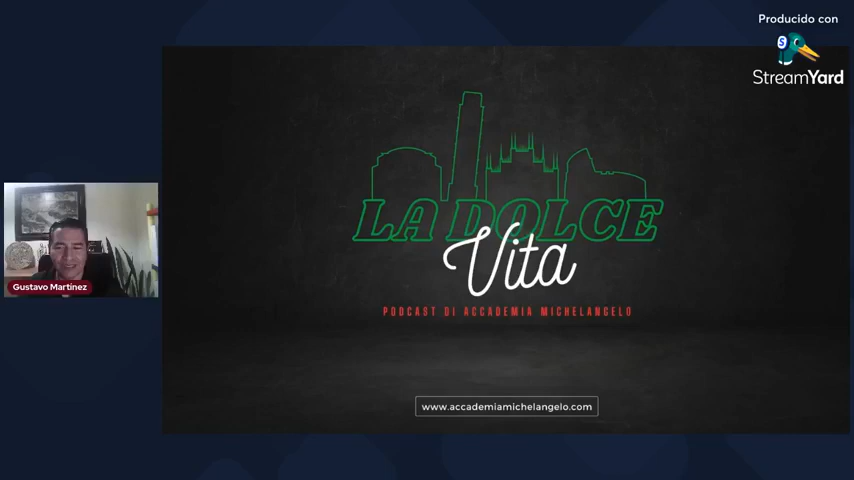 Producido con
StreamYard
LA DOLCE
Vita
PODCAST DI ACCADEMIA MICHELANGELO
Gustavo Martínez
www.accademiamichelangelo.com